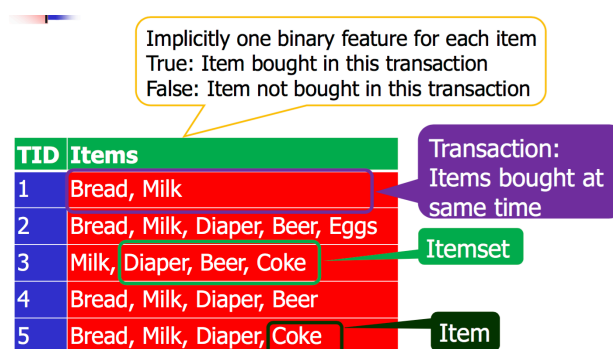 Implicitly one binary feature for each item
True: Item bought in this transaction
False: Item not bought in this transaction
TID Items
1 Bread, Milk
2 Bread, Milk, Diaper, Beer, Eggs
3 Milk, Diaper, Beer, Coke
4 Bread, Milk, Diaper, Beer
5 Bread, Milk, Diaper, Coke
Transaction:
Items bought at
same time
Itemset
Item